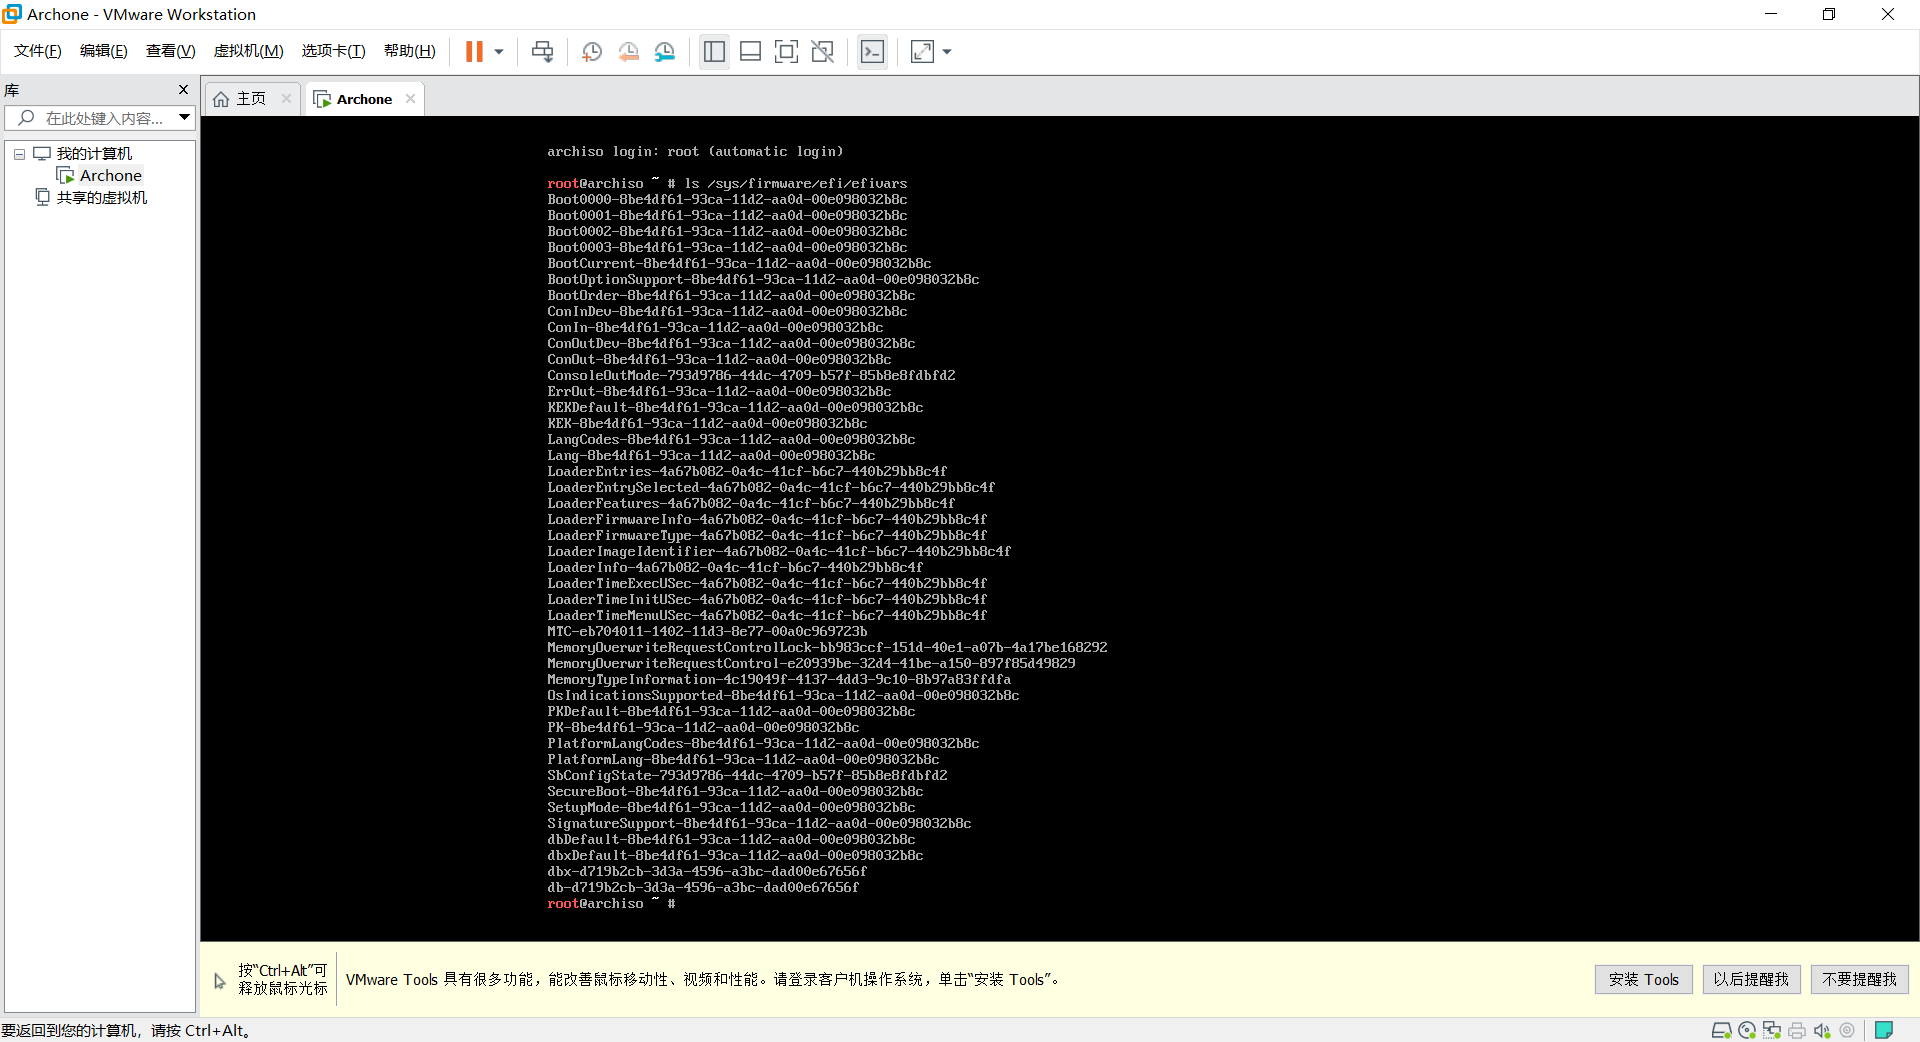 Archone - VMware Workstation
文件(F) 编辑(E) 查看(V) 虚拟机(M) 选项卡(T) 帮助(H)
库
在此处键入内容...
我的计算机
Archone
共享的虚拟机
主页
Archone
archiso login: root (automatic login)
root@archiso ~ # ls /sys/firmware/efi/efivars
Boot0000-8be4df61-93ca-11d2-aa0d-00e098032b8c
Boot0001-8be4df61-93ca-11d2-aa0d-00e098032b8c
Boot0002-8be4df61-93ca-11d2-aa0d-00e098032b8c
Boot0003-8be4df61-93ca-11d2-aa0d-00e098032b8c
BootCurrent-8be4df61-93ca-11d2-aa0d-00e098032b8c
BootOptionSupport-8be4df61-93ca-11d2-aa0d-00e098032b8c
BootOrder-8be4df61-93ca-11d2-aa0d-00e098032b8c
ConInDev-8be4df61-93ca-11d2-aa0d-00e098032b8c
ConIn-8be4df61-93ca-11d2-aa0d-00e098032b8c
ConOutDev-8be4df61-93ca-11d2-aa0d-00e098032b8c
ConOut-8be4df61-93ca-11d2-aa0d-00e098032b8c
ConsoleOutMode-793d9786-44dc-4709-b57f-85b8e8fdbfd2
ErrOut-8be4df61-93ca-11d2-aa0d-00e098032b8c
KEKDefault-8be4df61-93ca-11d2-aa0d-00e098032b8c
KEK-8be4df61-93ca-11d2-aa0d-00e098032b8c
LangCodes-8be4df61-93ca-11d2-aa0d-00e098032b8c
Lang-8be4df61-93ca-11d2-aa0d-00e098032b8c
LoaderEntries-4a67b082-0a4c-41cf-b6c7-440b29bb8c4f
LoaderEntrySelected-4a67b082-0a4c-41cf-b6c7-440b29bb8c4f
LoaderFeatures-4a67b082-0a4c-41cf-b6c7-440b29bb8c4f
LoaderFirmwareInfo-4a67b082-0a4c-41cf-b6c7-440b29bb8c4f
LoaderFirmwareType-4a67b082-0a4c-41cf-b6c7-440b29bb8c4f
LoaderImageIdentifier-4a67b082-0a4c-41cf-b6c7-440b29bb8c4f
LoaderInfo-4a67b082-0a4c-41cf-b6c7-440b29bb8c4f
LoaderTimeExecUSec-4a67b082-0a4c-41cf-b6c7-440b29bb8c4f
LoaderTimeInitUSec-4a67b082-0a4c-41cf-b6c7-440b29bb8c4f
LoaderTimeMenuUSec-4a67b082-0a4c-41cf-b6c7-440b29bb8c4f
MTC-eb704011-1402-11d3-8e77-00a0c969723b
MemoryOverwriteRequestControlLock-bb983ccf-151d-40e1-a07b-4a17be168292
MemoryOverwriteRequestControl-e20939be-32d4-41be-a150-897f85d49829
MemoryTypeInformation-4c19049f-4137-4dd3-9c10-8b97a83ffdfa
OsIndicationsSupported-8be4df61-93ca-11d2-aa0d-00e098032b8c
PKDefault-8be4df61-93ca-11d2-aa0d-00e098032b8c
PK-8be4df61-93ca-11d2-aa0d-00e098032b8c
PlatformLangCodes-8be4df61-93ca-11d2-aa0d-00e098032b8c
PlatformLang-8be4df61-93ca-11d2-aa0d-00e098032b8c
SbConfigState-793d9786-44dc-4709-b57f-85b8e8fdbfd2
SecureBoot-8be4df61-93ca-11d2-aa0d-00e098032b8c
SetupMode-8be4df61-93ca-11d2-aa0d-00e098032b8c
SignatureSupport-8be4df61-93ca-11d2-aa0d-00e098032b8c
dbDefault-8be4df61-93ca-11d2-aa0d-00e098032b8c
dbxDefault-8be4df61-93ca-11d2-aa0d-00e098032b8c
dbx-d719b2cb-3d3a-4596-a3bc-dad00e67656f
db-d719b2cb-3d3a-4596-a3bc-dad00e67656f
root@archiso ~ #
按“Ctrl+Alt”可
释放鼠标光标
VMware Tools 具有很多功能，能改善鼠标移动性、视频和性能。请登录客户机操作系统，单击“安装 Tools”。
安装 Tools 以后提醒我 不要提醒我
要返回到您的计算机，请按 Ctrl+Alt。